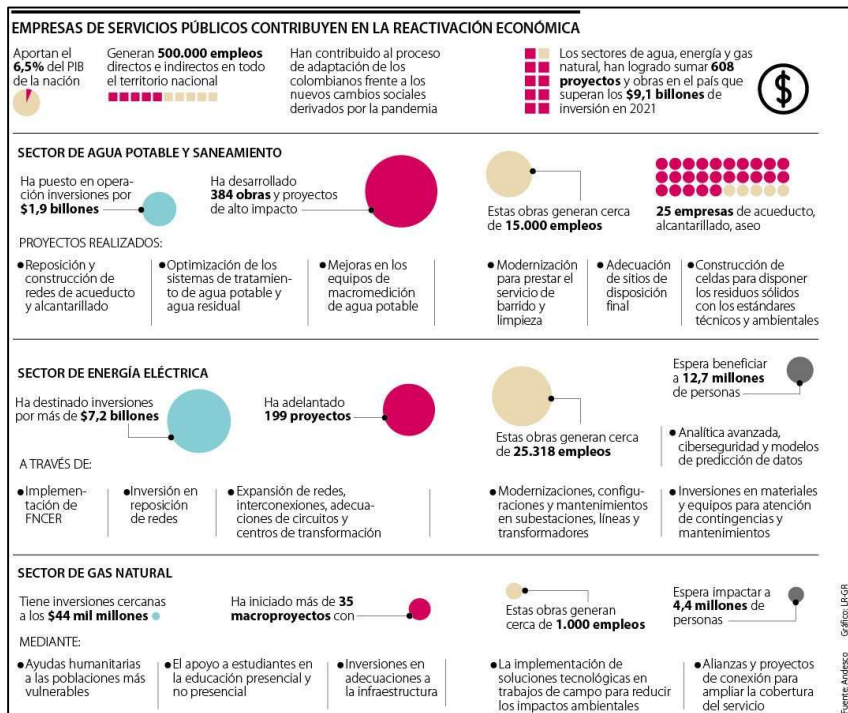 EMPRESAS DE SERVICIOS PÚBLICOS CONTRIBUYEN EN LA REACTIVACIÓN ECONÓMICA
Aportan el
6,5% del PIB
de la nación
Generan 500.000 empleos
directos e indirectos en todo
el territorio nacional
Han contribuido al proceso
de adaptación de los
colombianos frente a los
nuevos cambios sociales
derivados por la pandemia
Los sectores de agua, energía y gas
natural, han logrado sumar 608
proyectos y obras en el país que
superan los $9,1 billones de
inversión en 2021
$
SECTOR DE AGUA POTABLE Y SANEAMIENTO
Ha puesto en opera-
ción inversiones por
$1,9 billones
Ha desarrollado
384 obras y proyectos
de alto impacto
Estas obras generan cerca
de 15.000 empleos
25 empresas de acueducto,
alcantarillado, aseo
PROYECTOS REALIZADOS:
•Reposición y
construcción de
redes de acueducto
y alcantarillado
•Optimización de los
sistemas de tratamien-
to de agua potable y
agua residual
•Mejoras en los
equipos de
macromedición
de agua potable
•Modernización
para prestar el
servicio de
barrido y
limpieza
•Adecuación
de sitios de
disposición
final
•Construcción de
celdas para disponer
los residuos sólidos
con los estándares
técnicos y ambientales
SECTOR DE ENERGÍA ELÉCTRICA
Ha destinado inversiones
por más de $7,2 billones
Ha adelantado
199 proyectos
Estas obras generan cerca
de 25.318 empleos
Espera beneficiar
a 12,7 millones
de personas
A TRAVÉS DE:
•Implemen-
tación de
FNCER
•Inversión en
reposición
de redes
•Expansión de redes,
interconexiones, adecua-
ciones de circuitos y
centros de transformación
•Modernizaciones, configu-
raciones y mantenimientos
en subestaciones, líneas y
transformadores
•Analítica avanzada,
ciberseguridad y modelos
de predicción de datos
•Inversiones en materiales
y equipos para atención
de contingencias y
mantenimientos
SECTOR DE GAS NATURAL
Tiene inversiones cercanas
a los $44 mil millones
Ha iniciado más de 35
macroproyectos con
Estas obras generan
cerca de 1.000 empleos
Espera impactar a
4,4 millones de
personas
MEDIANTE:
•Ayudas humanitarias
a las poblaciones más
vulnerables
•El apoyo a estudiantes en
la educación presencial y
no presencial
•Inversiones en
adecuaciones a
la infraestructura
•La implementación de
soluciones tecnológicas en
trabajos de campo para reducir
los impactos ambientales
•Alianzas y proyectos
de conexión para
ampliar la cobertura
del servicio
Fuente: Andesco Gráfico: LR-GR